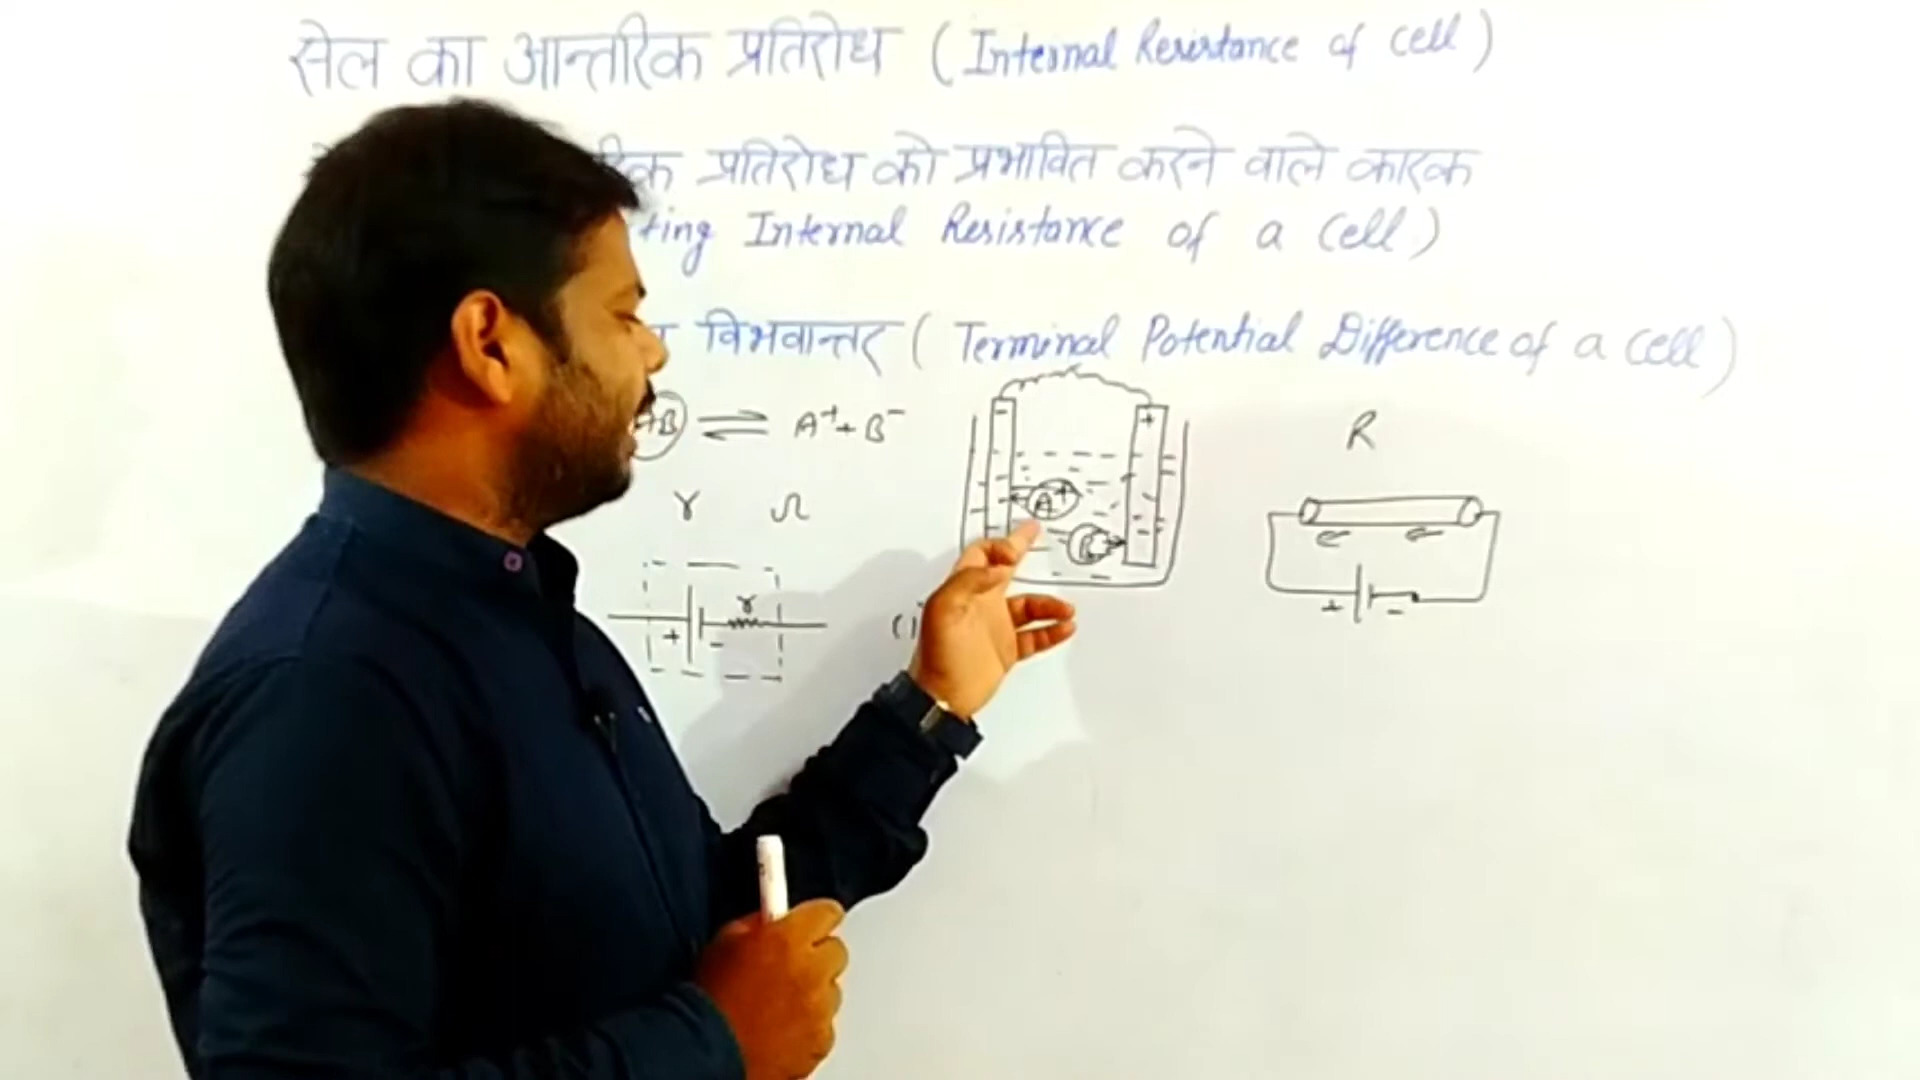 सेल का आन्तरिक प्रतिरोध (Internal Resistance of Cell)
प्रतिरोध को प्रभावित करने वाले कारक
Internal Resistance of a Cell)
विभवान्तर (Terminal Potential Difference of a Cell)
AB ⇌ A⁺ + B⁻
- +
R
A⁺
r Ω
B
r
+ -
+ -
(i)